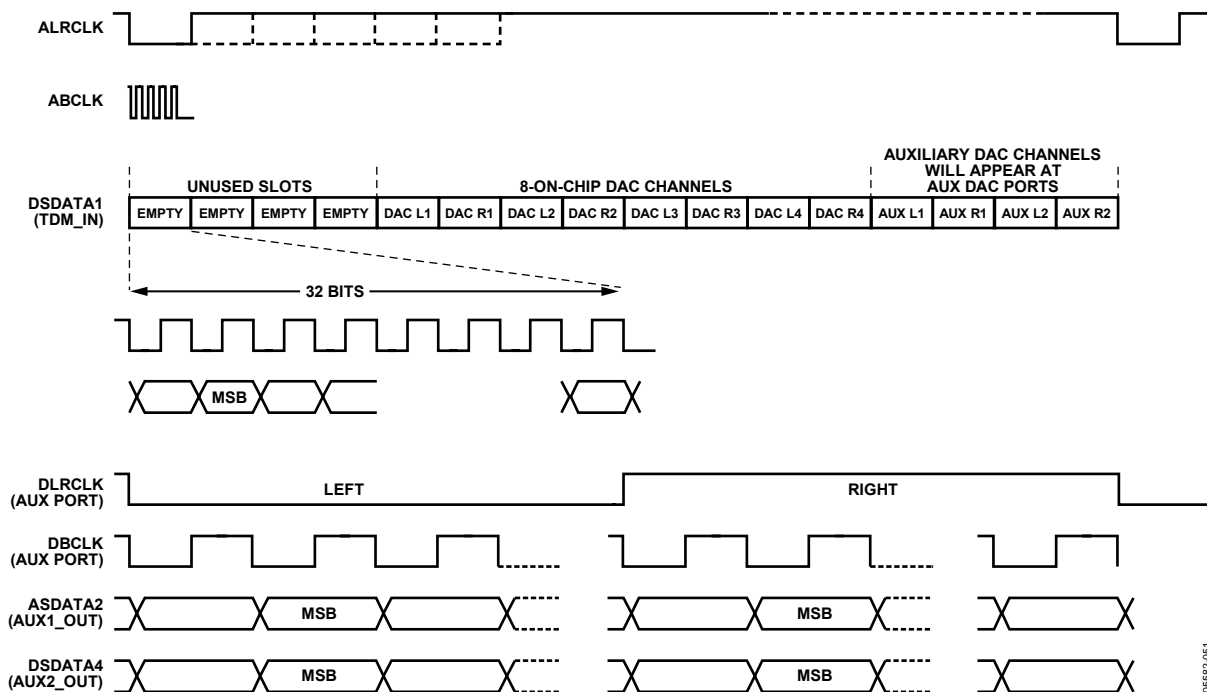 ALRCLK
ABCLK
AUXILIARY DAC CHANNELS
WILL APPEAR AT
AUX DAC PORTS
UNUSED SLOTS
8-ON-CHIP DAC CHANNELS
DSDATA1
(TDM_IN)
EMPTY EMPTY EMPTY EMPTY DAC L1 DAC R1 DAC L2 DAC R2 DAC L3 DAC R3 DAC L4 DAC R4 AUX L1 AUX R1 AUX L2 AUX R2
32 BITS
MSB
DLRCLK
(AUX PORT)
LEFT
RIGHT
DBCLK
(AUX PORT)
ASDATA2
(AUX1_OUT)
MSB
MSB
DSDATA4
(AUX2_OUT)
MSB
MSB
05582-051